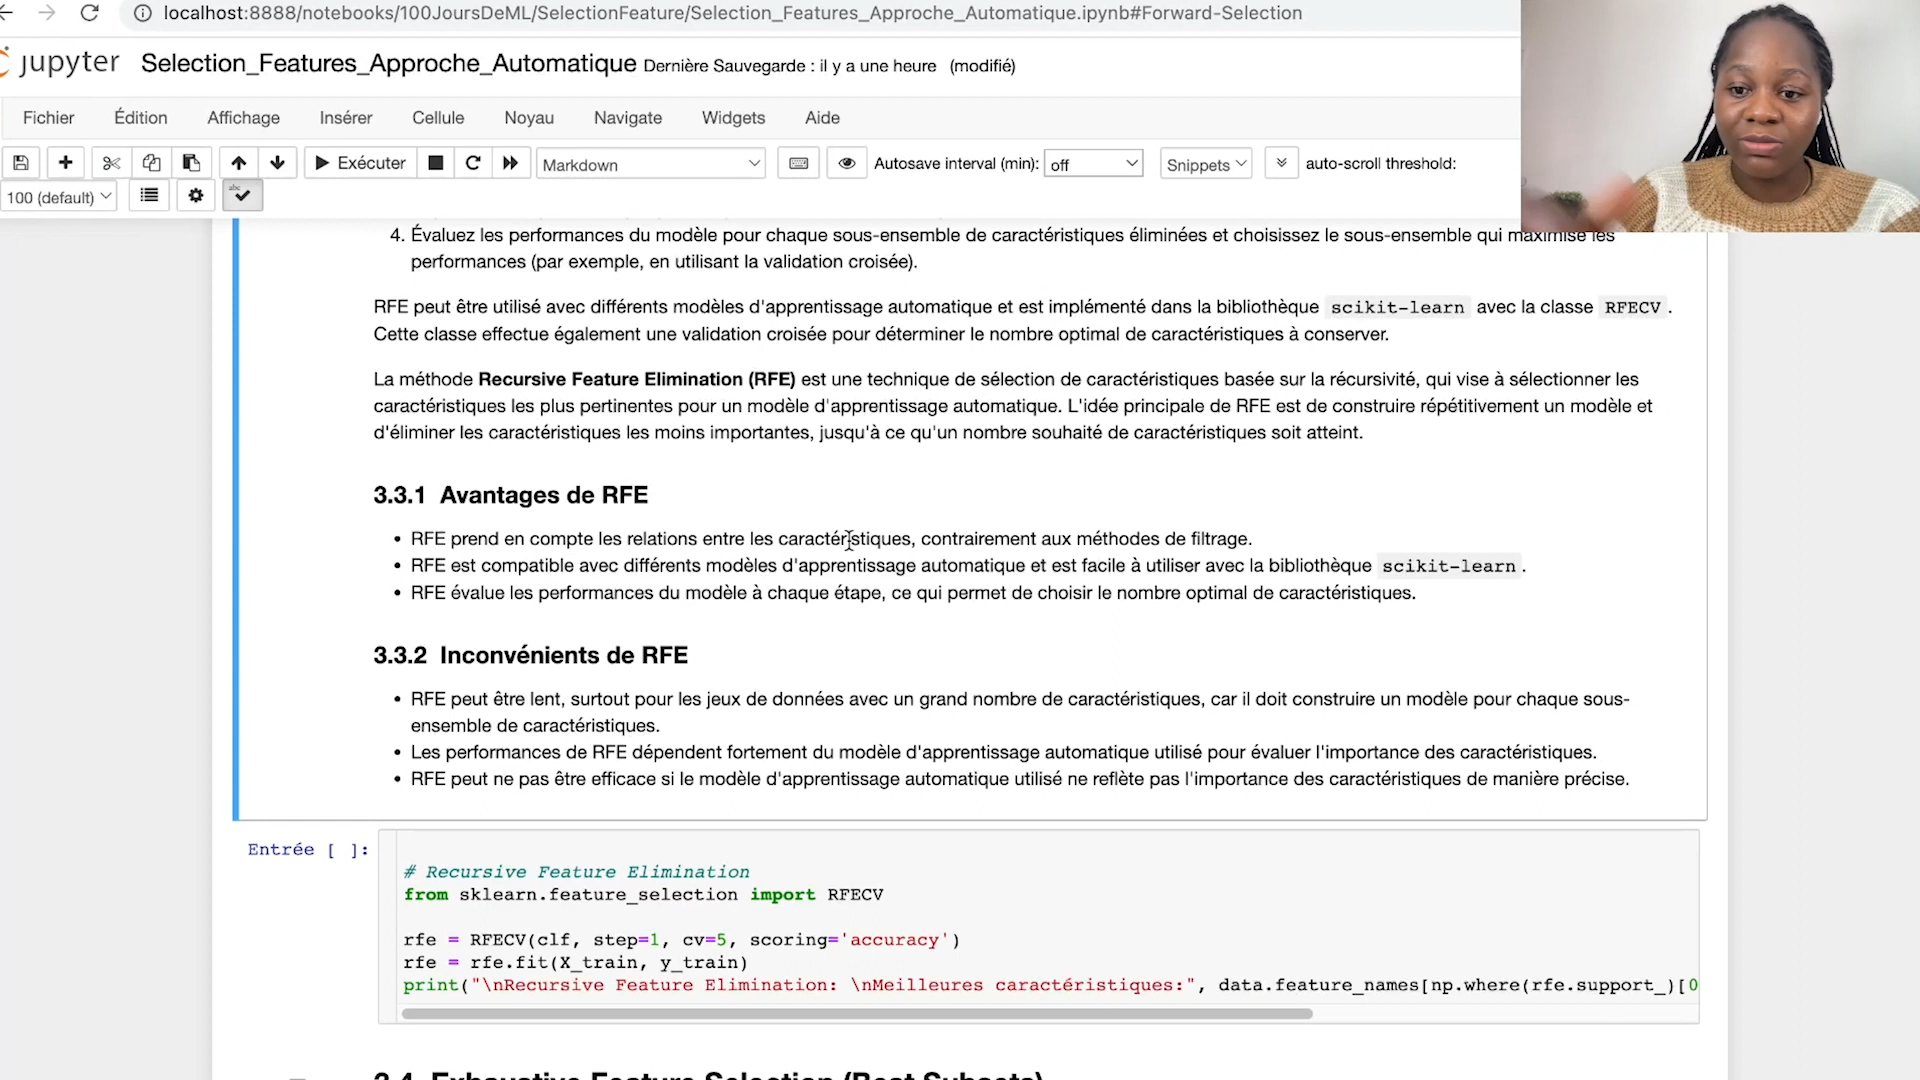 localhost:8888/notebooks/100JoursDeML/SelectionFeature/Selection_Features_Approche_Automatique.ipynb#Forward-Selection
jupyter Selection_Features_Approche_Automatique Dernière Sauvegarde : il y a une heure (modifié)
Fichier Édition Affichage Insérer Cellule Noyau Navigate Widgets Aide
Exécuter Markdown Autosave interval (min): off Snippets auto-scroll threshold:
100 (default) abc
4. Évaluez les performances du modèle pour chaque sous-ensemble de caractéristiques éliminées et choisissez le sous-ensemble qui maximise les
performances (par exemple, en utilisant la validation croisée).
RFE peut être utilisé avec différents modèles d'apprentissage automatique et est implémenté dans la bibliothèque scikit-learn avec la classe RFECV .
Cette classe effectue également une validation croisée pour déterminer le nombre optimal de caractéristiques à conserver.
La méthode Recursive Feature Elimination (RFE) est une technique de sélection de caractéristiques basée sur la récursivité, qui vise à sélectionner les
caractéristiques les plus pertinentes pour un modèle d'apprentissage automatique. L'idée principale de RFE est de construire répétitivement un modèle et
d'éliminer les caractéristiques les moins importantes, jusqu'à ce qu'un nombre souhaité de caractéristiques soit atteint.
3.3.1 Avantages de RFE
• RFE prend en compte les relations entre les caractéristiques, contrairement aux méthodes de filtrage.
• RFE est compatible avec différents modèles d'apprentissage automatique et est facile à utiliser avec la bibliothèque scikit-learn .
• RFE évalue les performances du modèle à chaque étape, ce qui permet de choisir le nombre optimal de caractéristiques.
3.3.2 Inconvénients de RFE
• RFE peut être lent, surtout pour les jeux de données avec un grand nombre de caractéristiques, car il doit construire un modèle pour chaque sous-
ensemble de caractéristiques.
• Les performances de RFE dépendent fortement du modèle d'apprentissage automatique utilisé pour évaluer l'importance des caractéristiques.
• RFE peut ne pas être efficace si le modèle d'apprentissage automatique utilisé ne reflète pas l'importance des caractéristiques de manière précise.
Entrée [ ]:
# Recursive Feature Elimination
from sklearn.feature_selection import RFECV
rfe = RFECV(clf, step=1, cv=5, scoring='accuracy')
rfe = rfe.fit(X_train, y_train)
print("\nRecursive Feature Elimination: \nMeilleures caractéristiques:", data.feature_names[np.where(rfe.support_)[0
3.4 Exhaustive Feature Selection (Best Subsets)